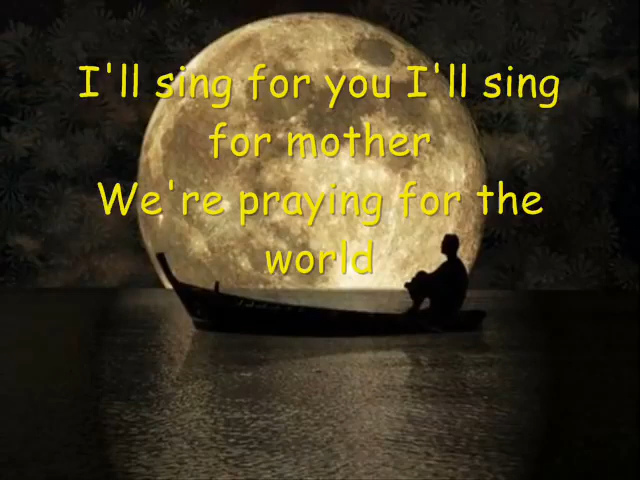 I'll sing for you I'll sing
for mother
We're praying for the
world